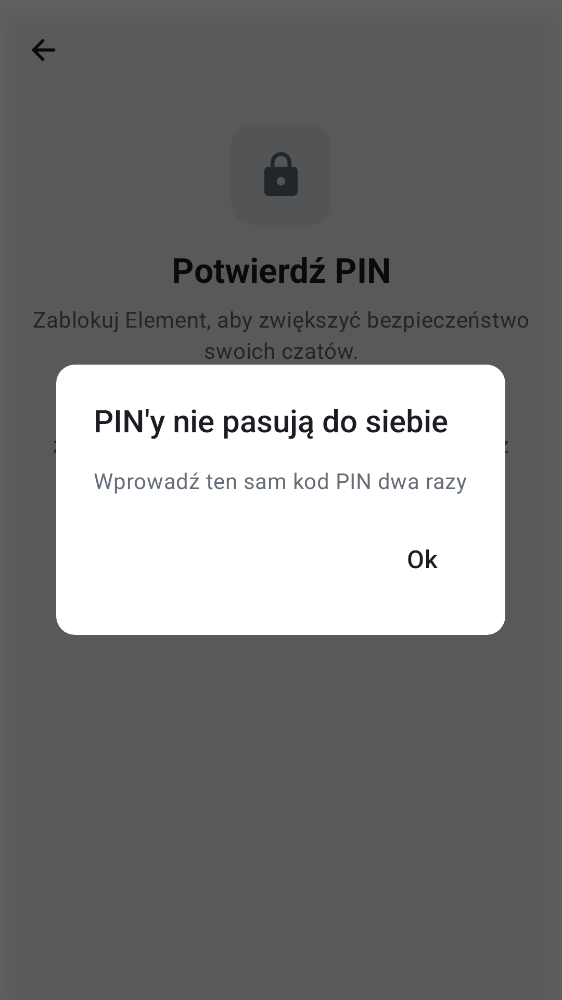 Potwierdź PIN
Zablokuj Element, aby zwiększyć bezpieczeństwo
swoich czatów.
PIN'y nie pasują do siebie
Wprowadź ten sam kod PIN dwa razy
Ok